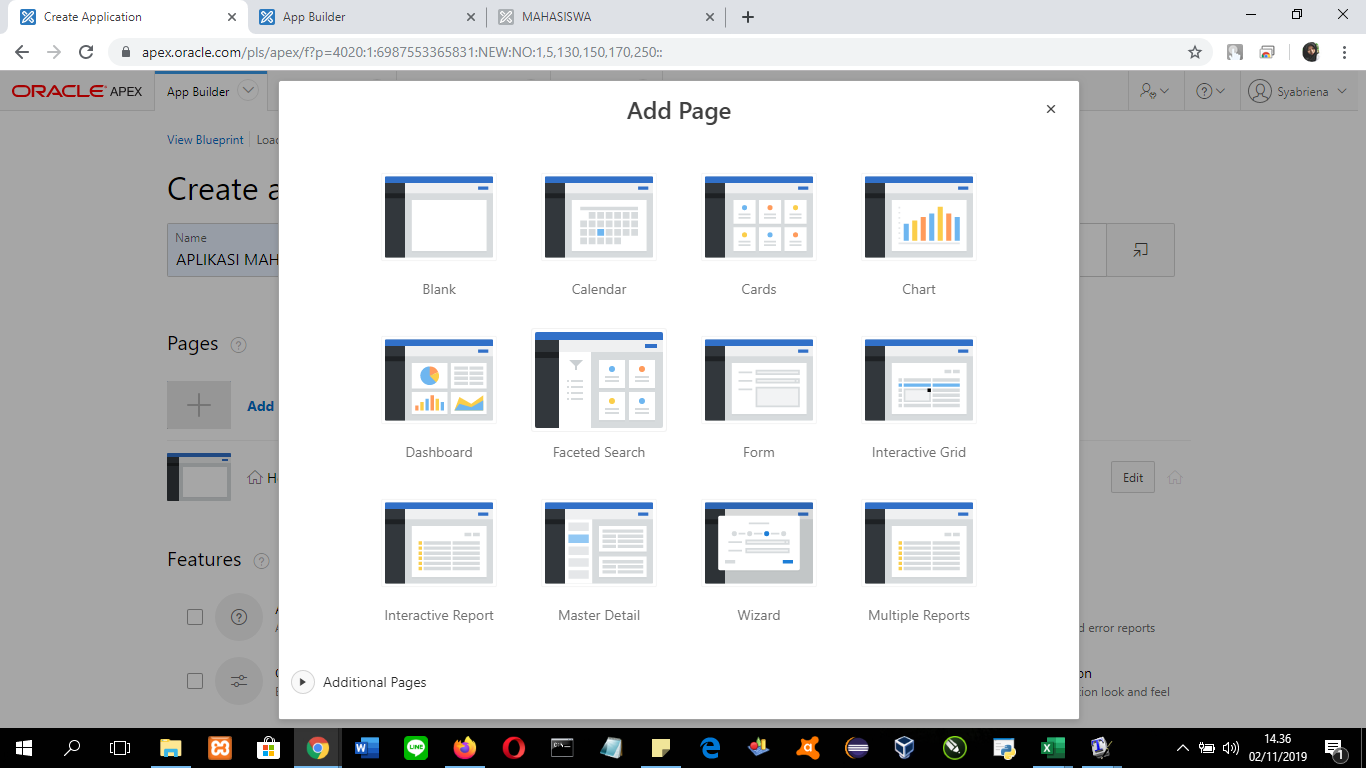 Create Application
App Builder
MAHASISWA
apex.oracle.com/pls/apex/f?p=4020:1:6987553365831:NEW:NO:1,5,130,150,170,250::
ORACLE APEX
App Builder
Syabriena
View Blueprint
Create
Name
APLIKASI
Pages
Add
Edit
Features
d error reports
on
tion look and feel
Add Page
Blank
Calendar
Cards
Chart
Dashboard
Faceted Search
Form
Interactive Grid
Interactive Report
Master Detail
Wizard
Multiple Reports
Additional Pages
14.36
02/11/2019
1